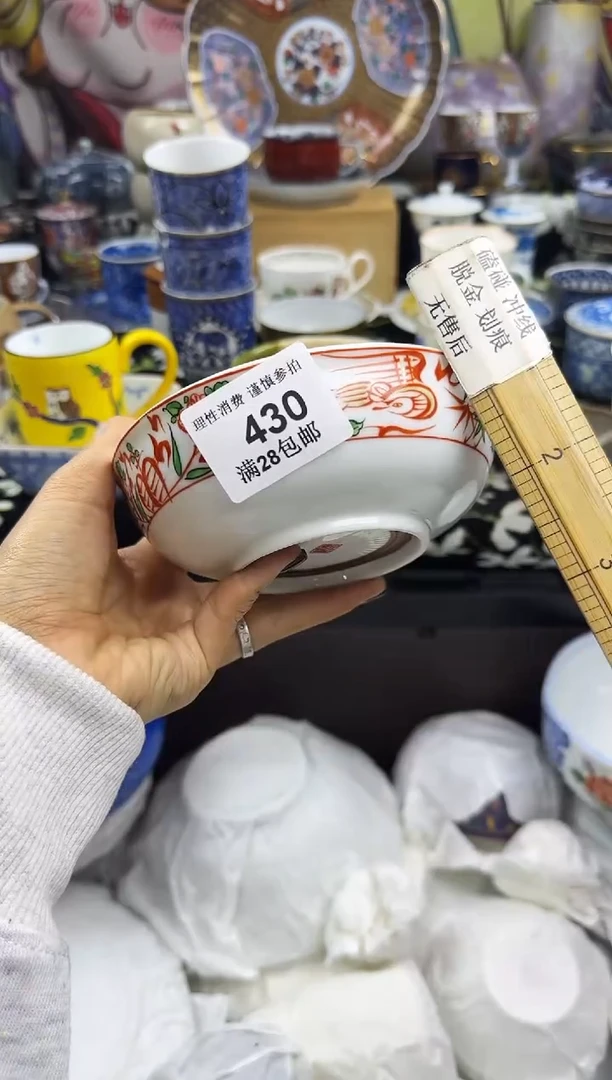 理性消费 谨慎参拍
430
满28包邮
磕碰 冲线
脱金 划痕
无售后
2
3